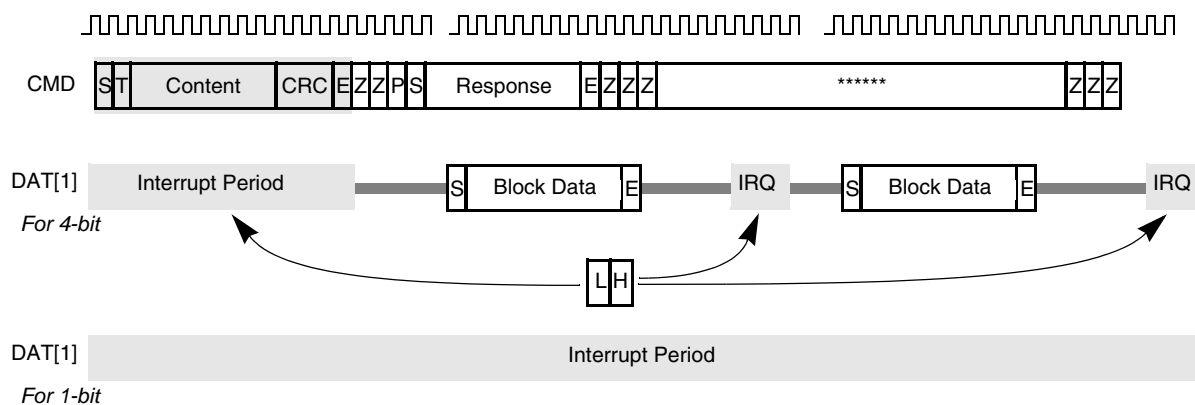 CMD S T Content CRC E Z Z P S Response E Z Z Z ****** Z Z Z
DAT[1] Interrupt Period S Block Data E IRQ S Block Data E IRQ
For 4-bit
L H
DAT[1] Interrupt Period
For 1-bit